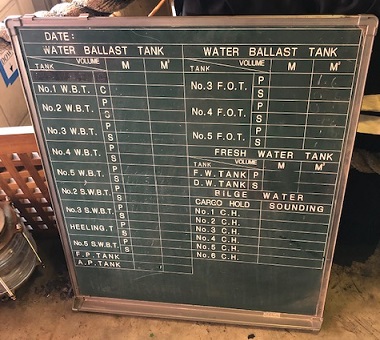 DATE:
WATER BALLAST TANK
TANK VOLUME M M³
No.1 W.B.T. C
No.2 W.B.T. P
S
No.3 W.B.T. P
S
No.4 W.B.T. P
S
No.5 W.B.T. P
S
No.2 S.W.B.T. P
S
No.3 S.W.B.T. P
S
HEELING.T P
S
No.5 S.W.B.T. P
S
F.P.TANK
A.P.TANK
WATER BALLAST TANK
TANK VOLUME M M³
No.3 F.O.T. P
S
No.4 F.O.T. P
S
No.5 F.O.T. P
S
FRESH WATER TANK
TANK VOLUME M M³
F.W.TANK P
D.W.TANK S
BILGE WATER
CARGO HOLD SOUNDING
No.1 C.H.
No.2 C.H.
No.3 C.H.
No.4 C.H.
No.5 C.H.
No.6 C.H.